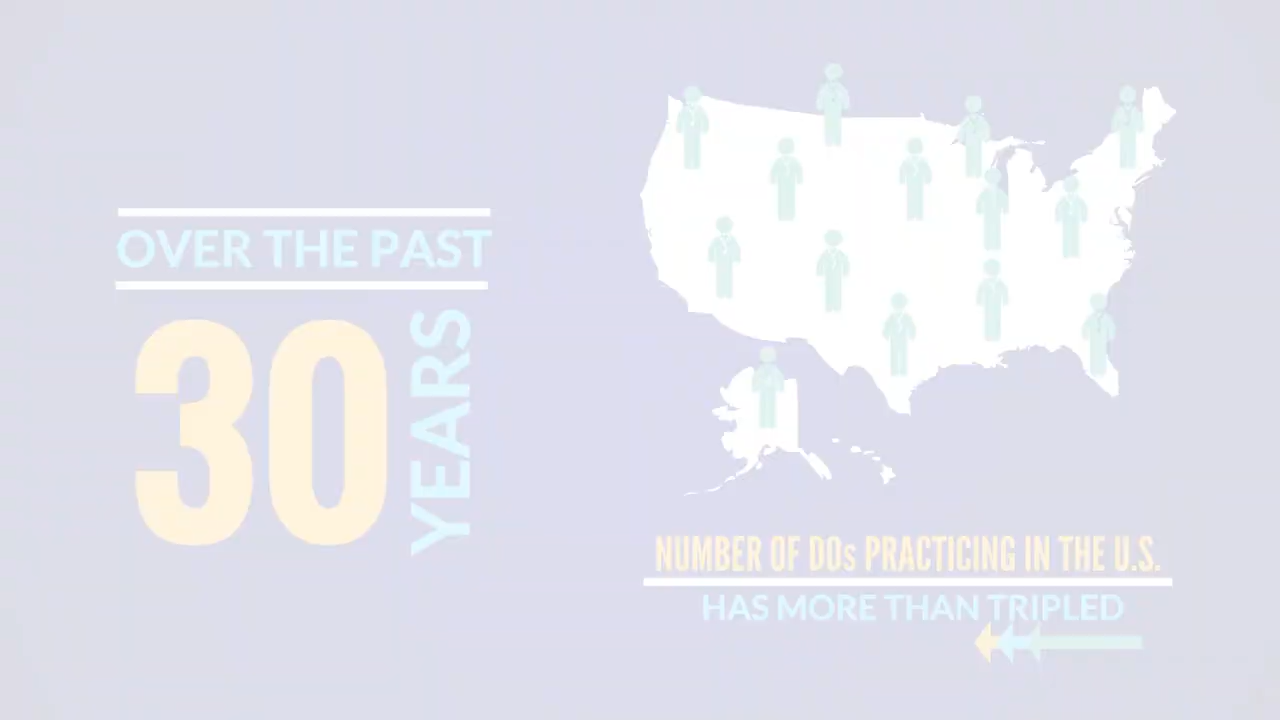 OVER THE PAST
30
YEARS
NUMBER OF DOs PRACTICING IN THE U.S.
HAS MORE THAN TRIPLED